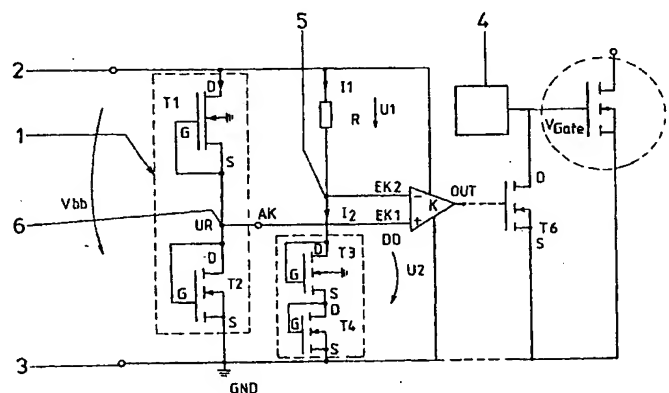 5
4
2
D
I1
T1
U1
R
1
G
VGate
S
D
Vbb
EK2
-
OUT
K
6
UR
AK
I2
EK1
+
D
DD
T6
S
D
T3
G
U2
G
T2
S
D
S
G
T4
S
3
GND